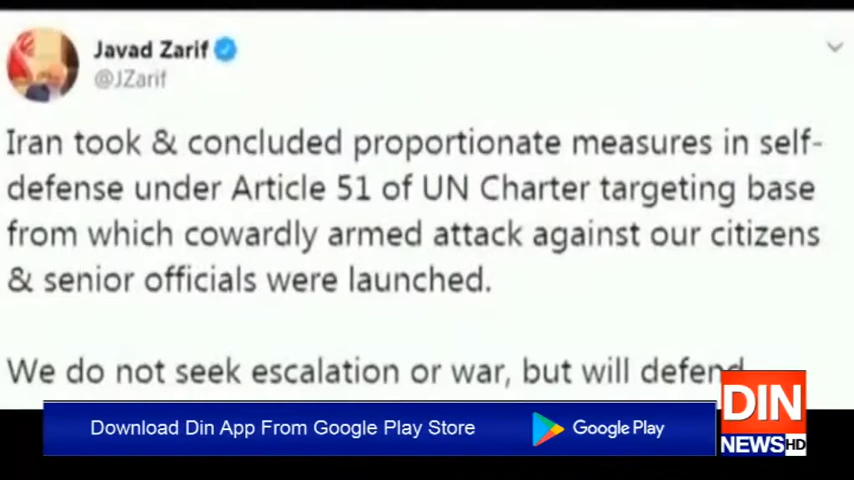 Javad Zarif
@JZarif
Iran took & concluded proportionate measures in self-
defense under Article 51 of UN Charter targeting base
from which cowardly armed attack against our citizens
& senior officials were launched.
We do not seek escalation or war, but will defend
Download Din App From Google Play Store
Google Play
DIN
NEWS HD